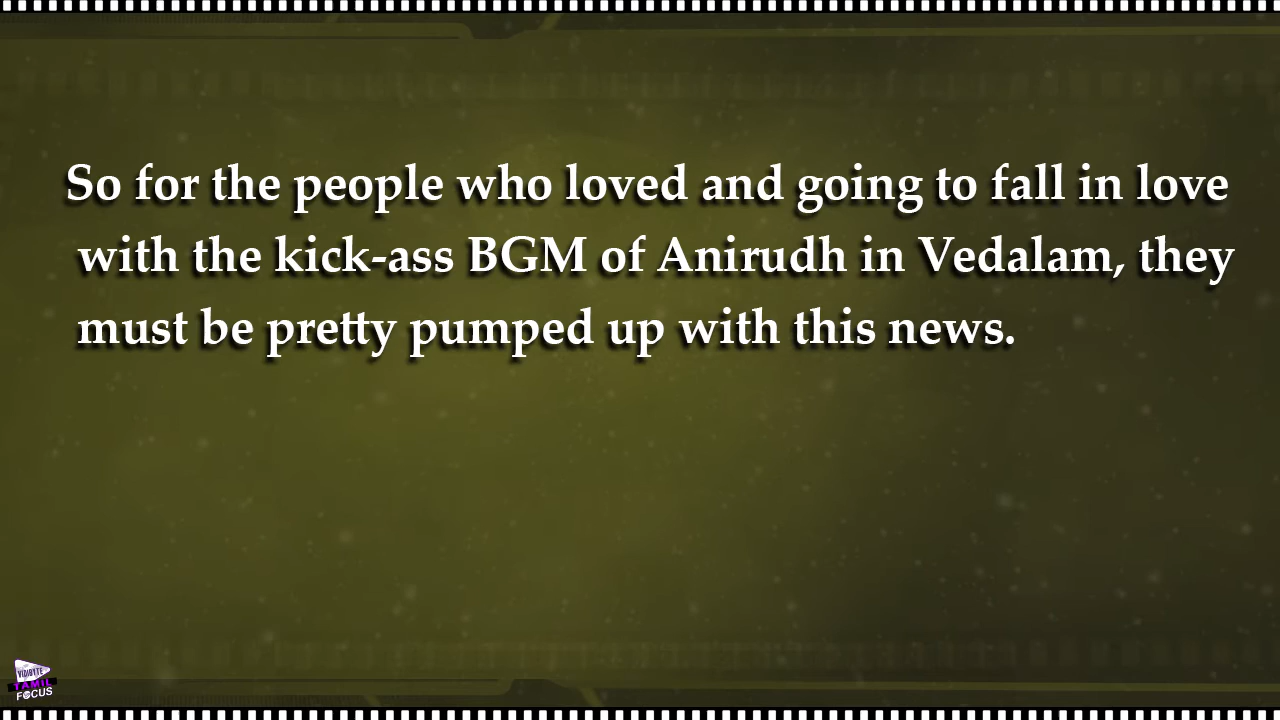 So for the people who loved and going to fall in love
with the kick-ass BGM of Anirudh in Vedalam, they
must be pretty pumped up with this news.
VIDIBYTE
TAMIL
FOCUS